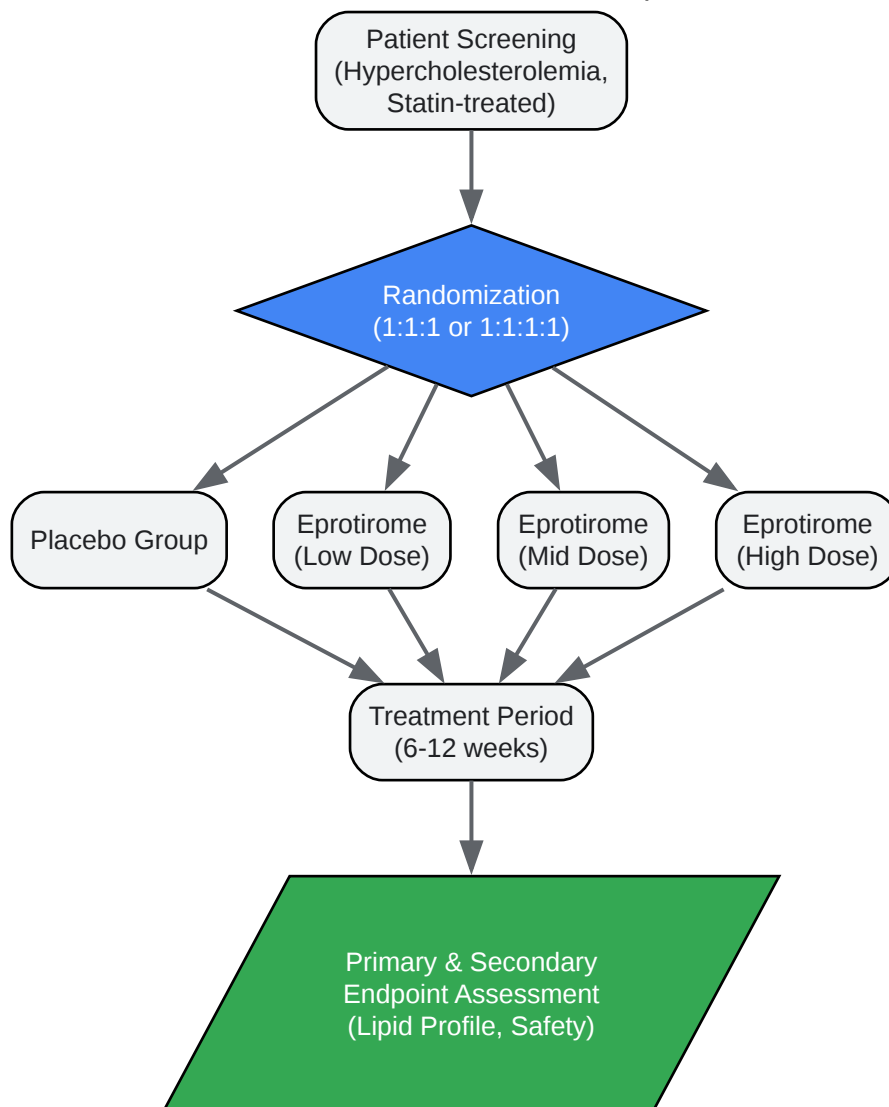 Patient Screening
(Hypercholesterolemia,
Statin-treated)
Randomization
(1:1:1 or 1:1:1:1)
Placebo Group
Eprotirome
(Low Dose)
Eprotirome
(Mid Dose)
Eprotirome
(High Dose)
Treatment Period
(6-12 weeks)
Primary & Secondary
Endpoint Assessment
(Lipid Profile, Safety)